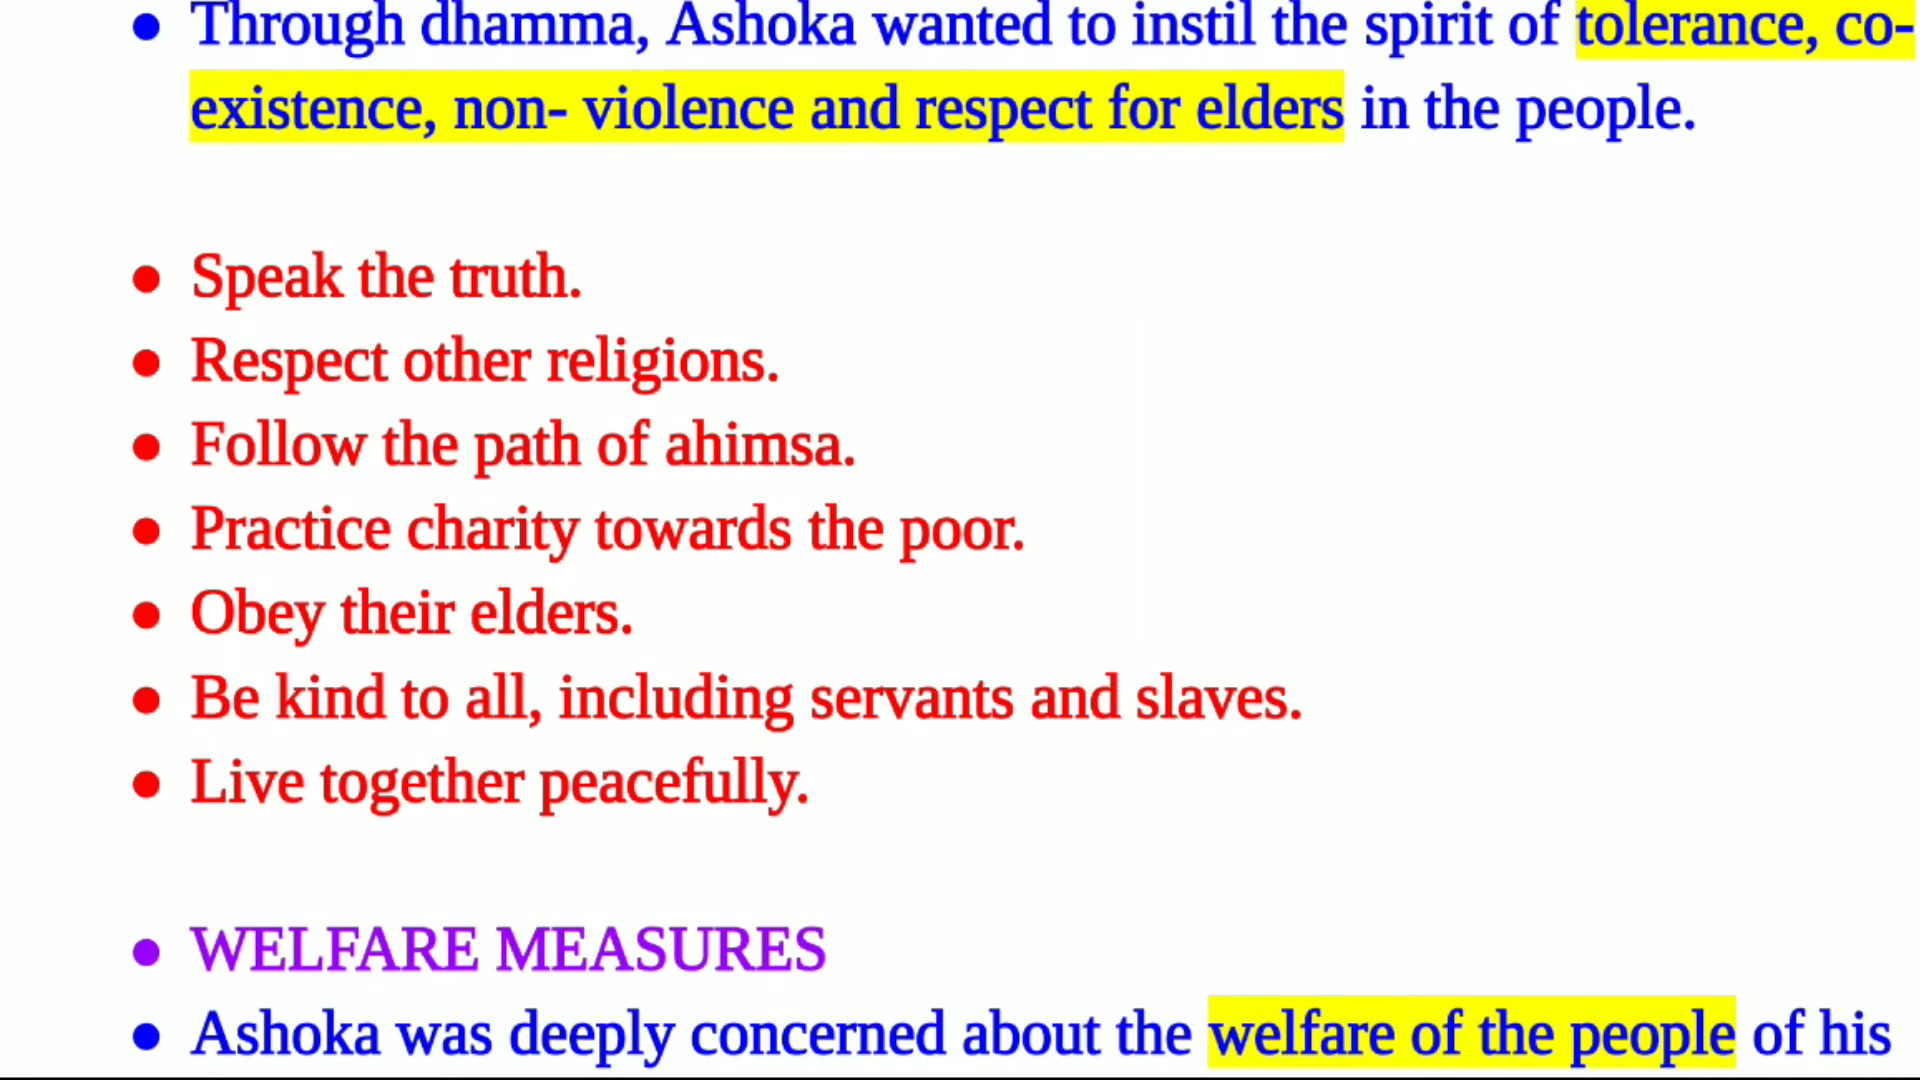 • Through dhamma, Ashoka wanted to instil the spirit of tolerance, co-
existence, non- violence and respect for elders in the people.
• Speak the truth.
• Respect other religions.
• Follow the path of ahimsa.
• Practice charity towards the poor.
• Obey their elders.
• Be kind to all, including servants and slaves.
• Live together peacefully.
• WELFARE MEASURES
• Ashoka was deeply concerned about the welfare of the people of his